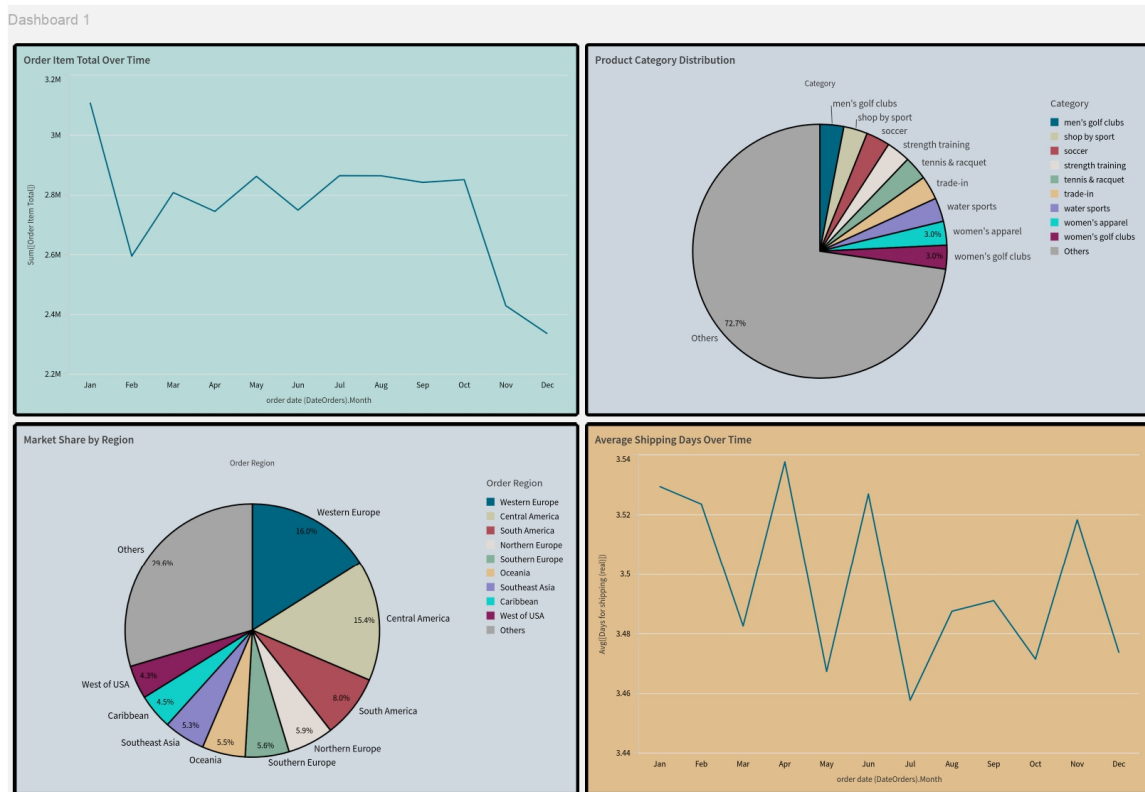 Dashboard 1
Order Item Total Over Time
3.2M
3M
2.8M
2.6M
2.4M
2.2M
Sum([Order Item Total])
Jan Feb Mar Apr May Jun Jul Aug Sep Oct Nov Dec
order date (DateOrders).Month
Product Category Distribution
Category
men's golf clubs
shop by sport
soccer
strength training
tennis & racquet
trade-in
water sports
women's apparel
3.0%
women's golf clubs
3.0%
72.7%
Others
Category
men's golf clubs
shop by sport
soccer
strength training
tennis & racquet
trade-in
water sports
women's apparel
women's golf clubs
Others
Market Share by Region
Order Region
Western Europe
16.0%
Central America
15.4%
South America
8.0%
Northern Europe
5.9%
Southern Europe
5.6%
Oceania
5.5%
Southeast Asia
5.3%
Caribbean
4.5%
West of USA
4.3%
Others
29.6%
Order Region
Western Europe
Central America
South America
Northern Europe
Southern Europe
Oceania
Southeast Asia
Caribbean
West of USA
Others
Average Shipping Days Over Time
3.54
3.52
3.5
3.48
3.46
3.44
Avg([Days for shipping (real)])
Jan Feb Mar Apr May Jun Jul Aug Sep Oct Nov Dec
order date (DateOrders).Month